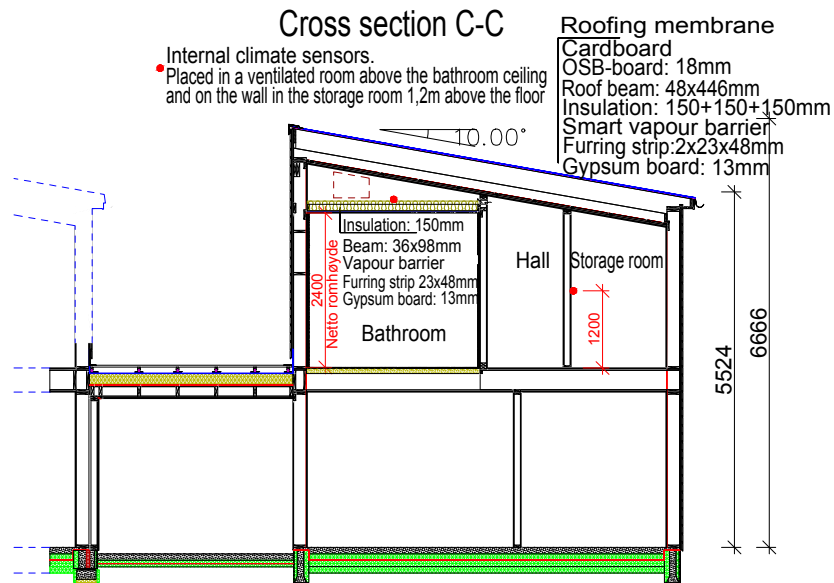 Cross section C-C
Internal climate sensors.
Placed in a ventilated room above the bathroom ceiling
and on the wall in the storage room 1,2m above the floor
Roofing membrane
Cardboard
OSB-board: 18mm
Roof beam: 48x446mm
Insulation: 150+150+150mm
Smart vapour barrier
Furring strip:2x23x48mm
Gypsum board: 13mm
10.00°
Insulation: 150mm
Beam: 36x98mm
Vapour barrier
Furring strip 23x48mm
Gypsum board: 13mm
2400
Netto romhøyde
Bathroom
Hall
Storage room
1200
5524
6666